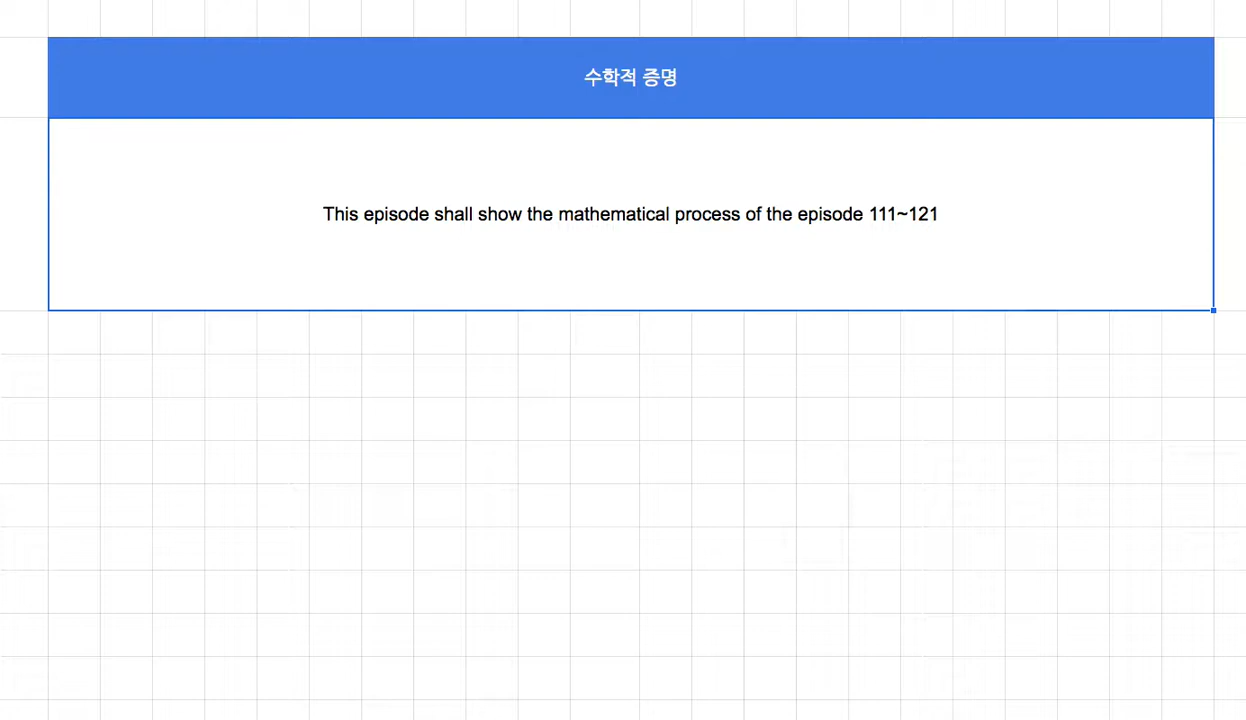 수학적 증명
This episode shall show the mathematical process of the episode 111~121